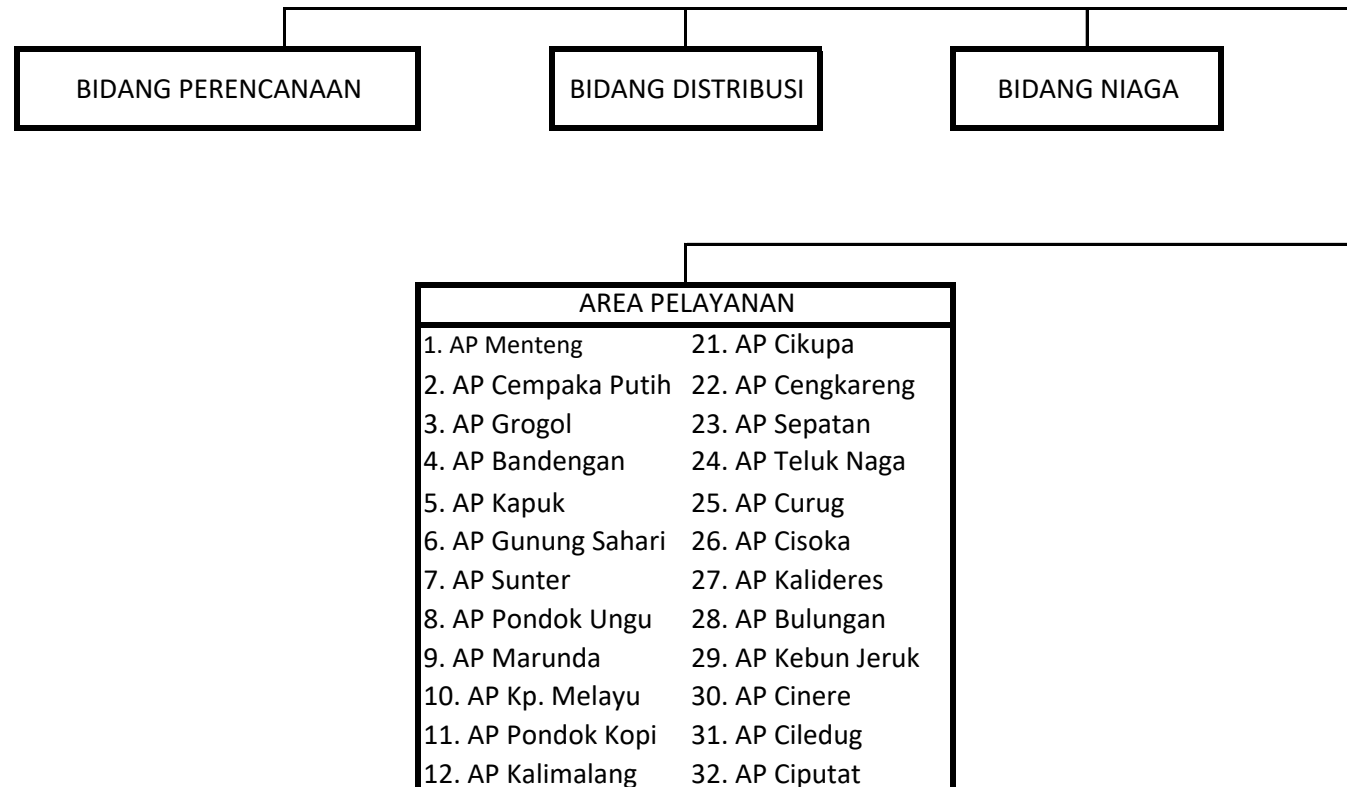 BIDANG PERENCANAAN
BIDANG DISTRIBUSI
BIDANG NIAGA
AREA PELAYANAN
1. AP Menteng
2. AP Cempaka Putih
3. AP Grogol
4. AP Bandengan
5. AP Kapuk
6. AP Gunung Sahari
7. AP Sunter
8. AP Pondok Ungu
9. AP Marunda
10. AP Kp. Melayu
11. AP Pondok Kopi
12. AP Kalimalang
21. AP Cikupa
22. AP Cengkareng
23. AP Sepatan
24. AP Teluk Naga
25. AP Curug
26. AP Cisoka
27. AP Kalideres
28. AP Bulungan
29. AP Kebun Jeruk
30. AP Cinere
31. AP Ciledug
32. AP Ciputat